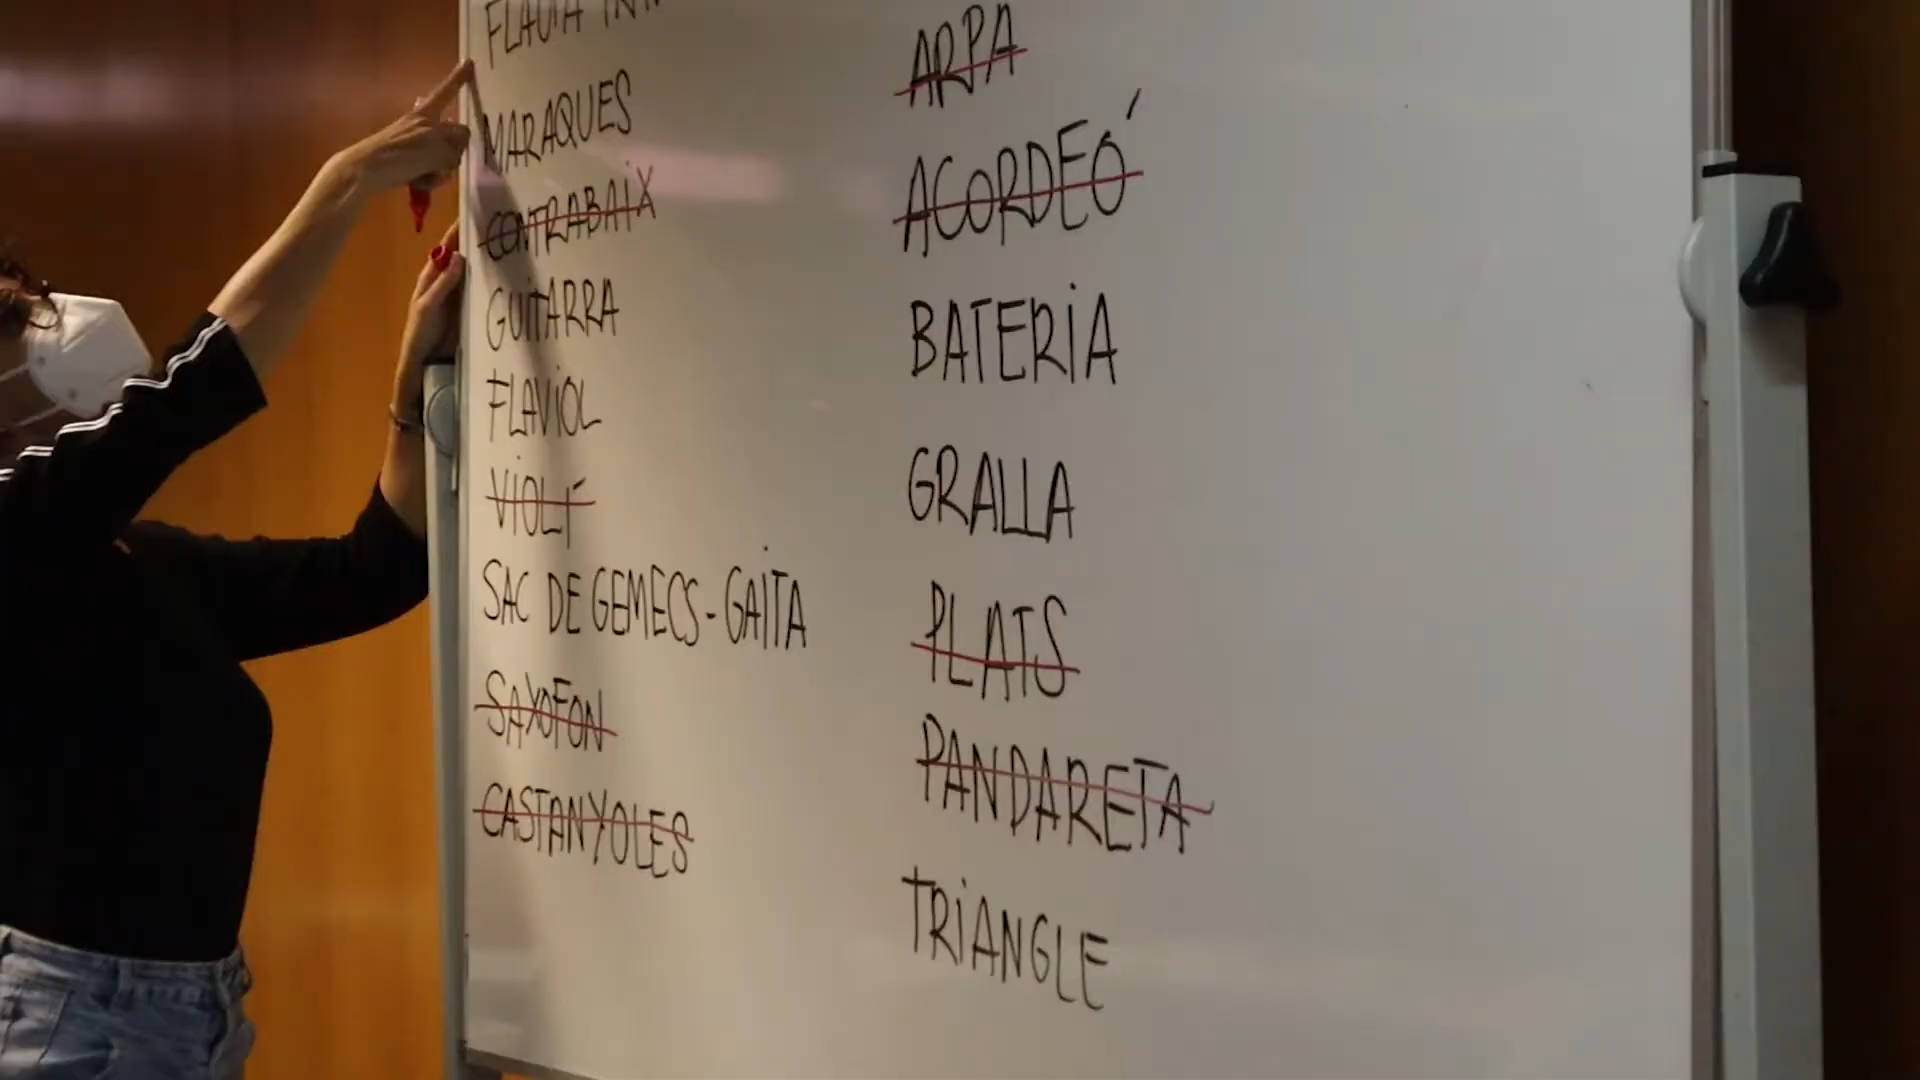 MARAQUES
CONTRABAIX
GUITARRA
FLAVIOL
VIOLÍ
SAC DE GEMECS - GAITA
SAXOFON
CASTANYOLES
ARPA
ACORDEÓ
BATERIA
GRALLA
PLATS
PANDARETA
TRIANGLE